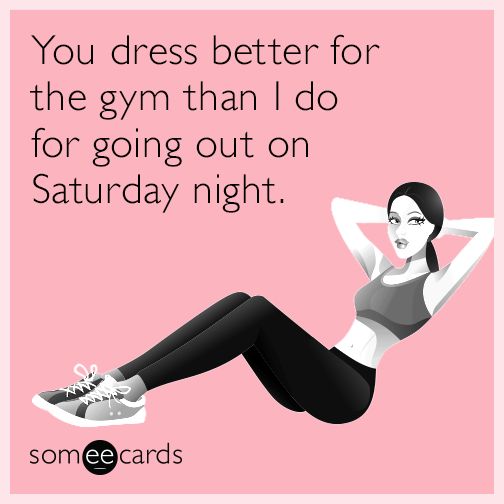 You dress better for
the gym than I do
for going out on
Saturday night.
someecards